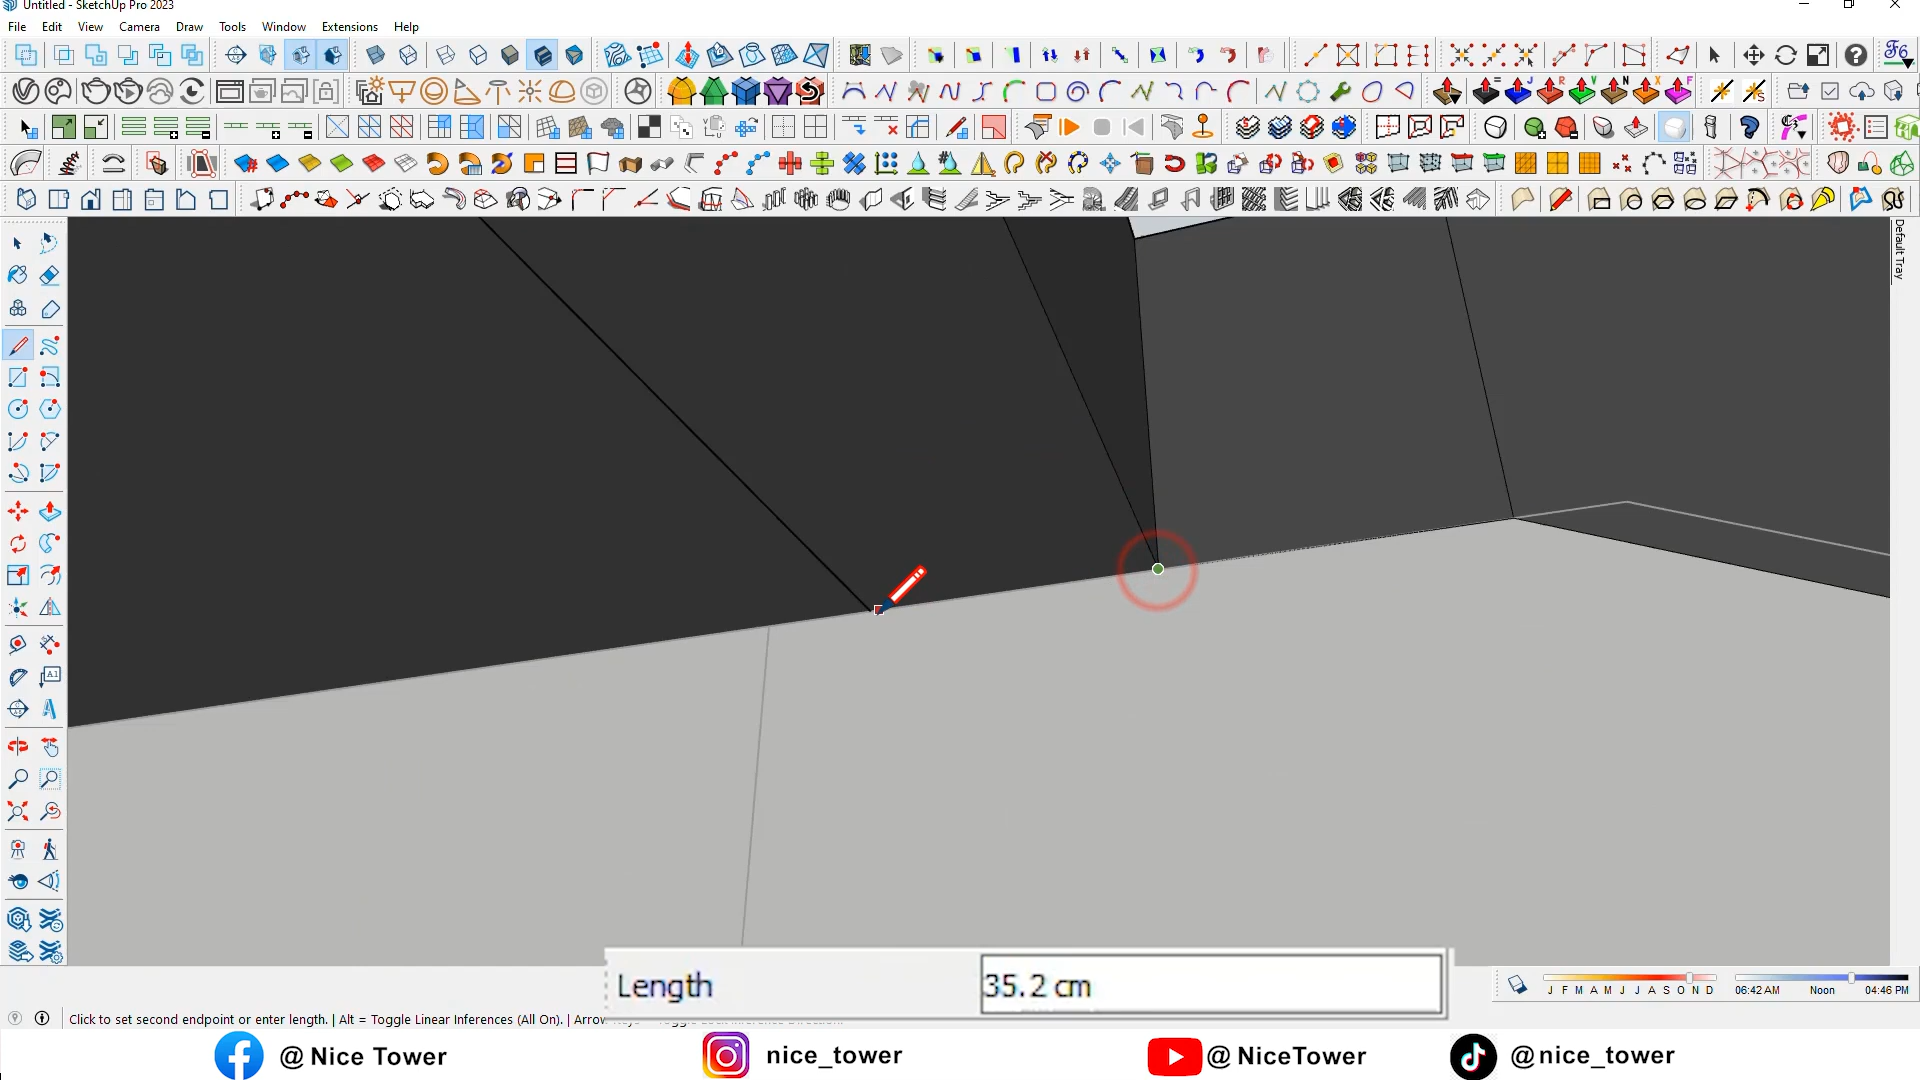 Untitled - SketchUp Pro 2023
File Edit View Camera Draw Tools Window Extensions Help
Default Tray
Length 35.2 cm
J F M A M J J A S O N D 06:42 AM Noon 04:46 PM
Click to set second endpoint or enter length. | Alt = Toggle Linear Inferences (All On). | Arrow
@ Nice Tower nice_tower @ NiceTower @nice_tower